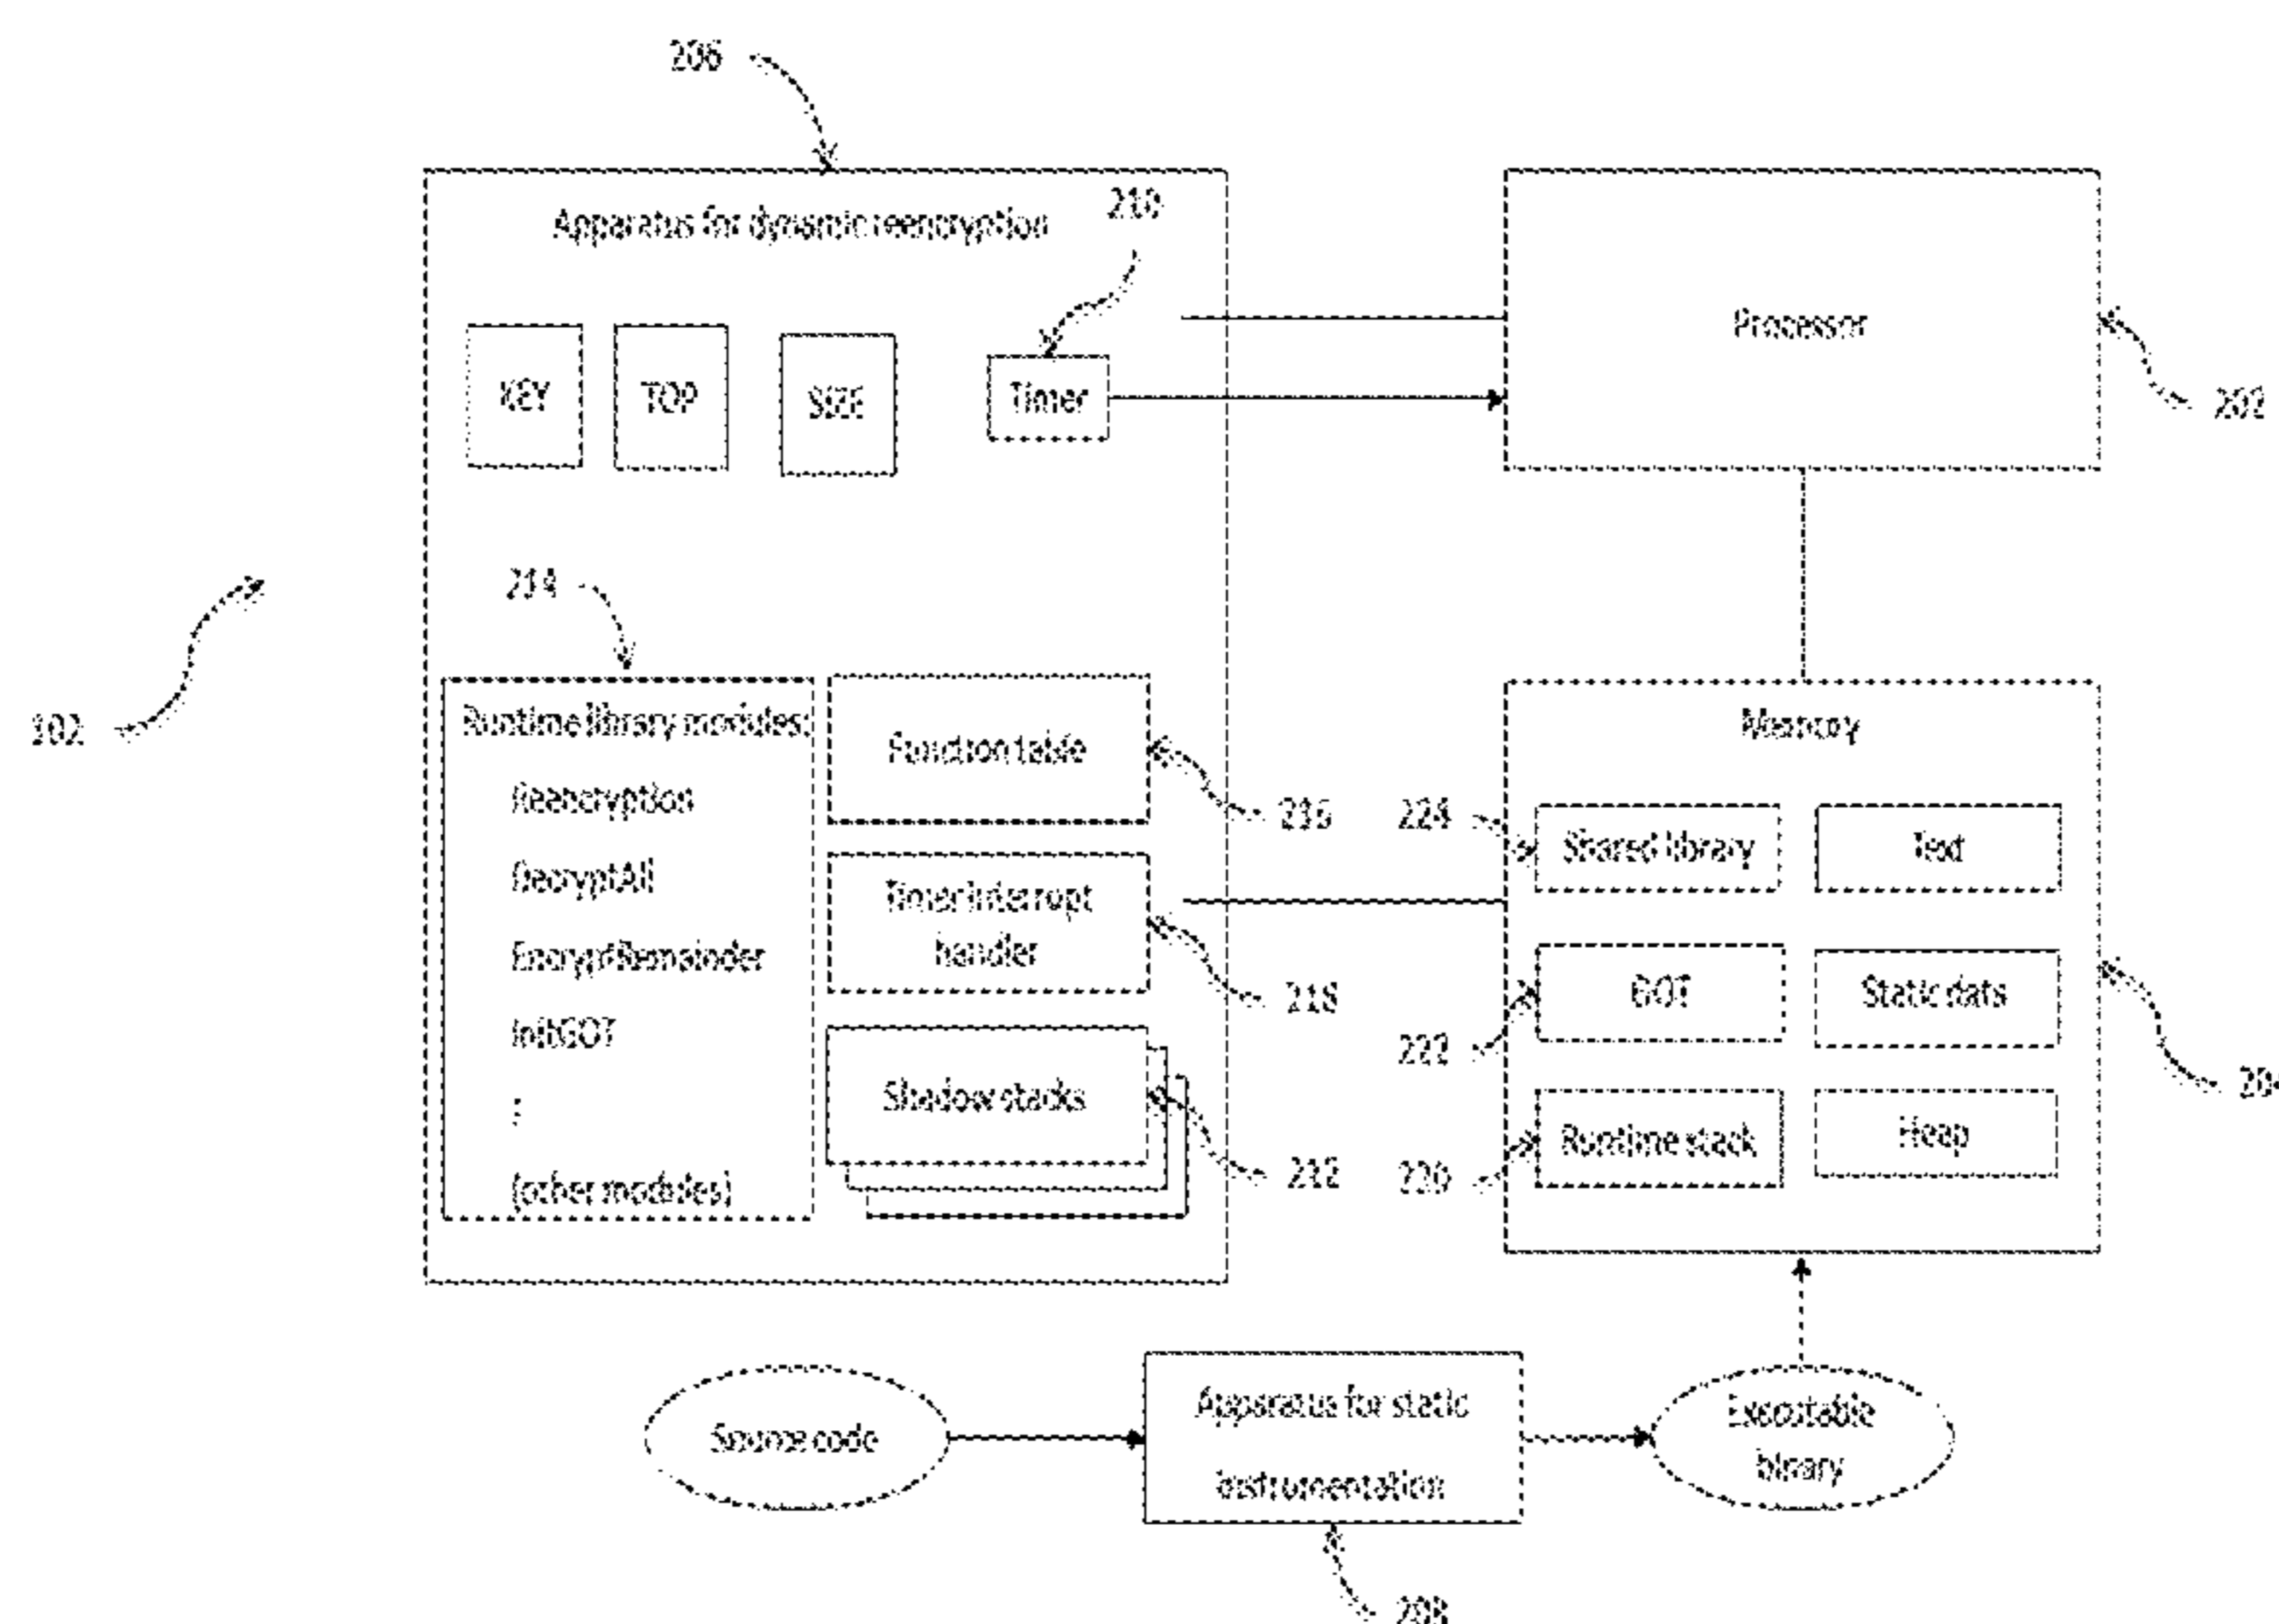 206
Apparatus for dynamic reencryption
210
KEY
TOP
SIZE
Timer
Processor
202
102
214
Runtime library modules:
Reencryption
DecryptAll
EncryptRemainder
InitGOT
:
(other modules)
Function table
216
Timer interrupt
handler
218
Shadow stacks
212
Memory
224
Shared library
Text
GOT
222
Static data
204
Runtime stack
220
Heap
Source code
Apparatus for static
instrumentation
208
Executable
binary